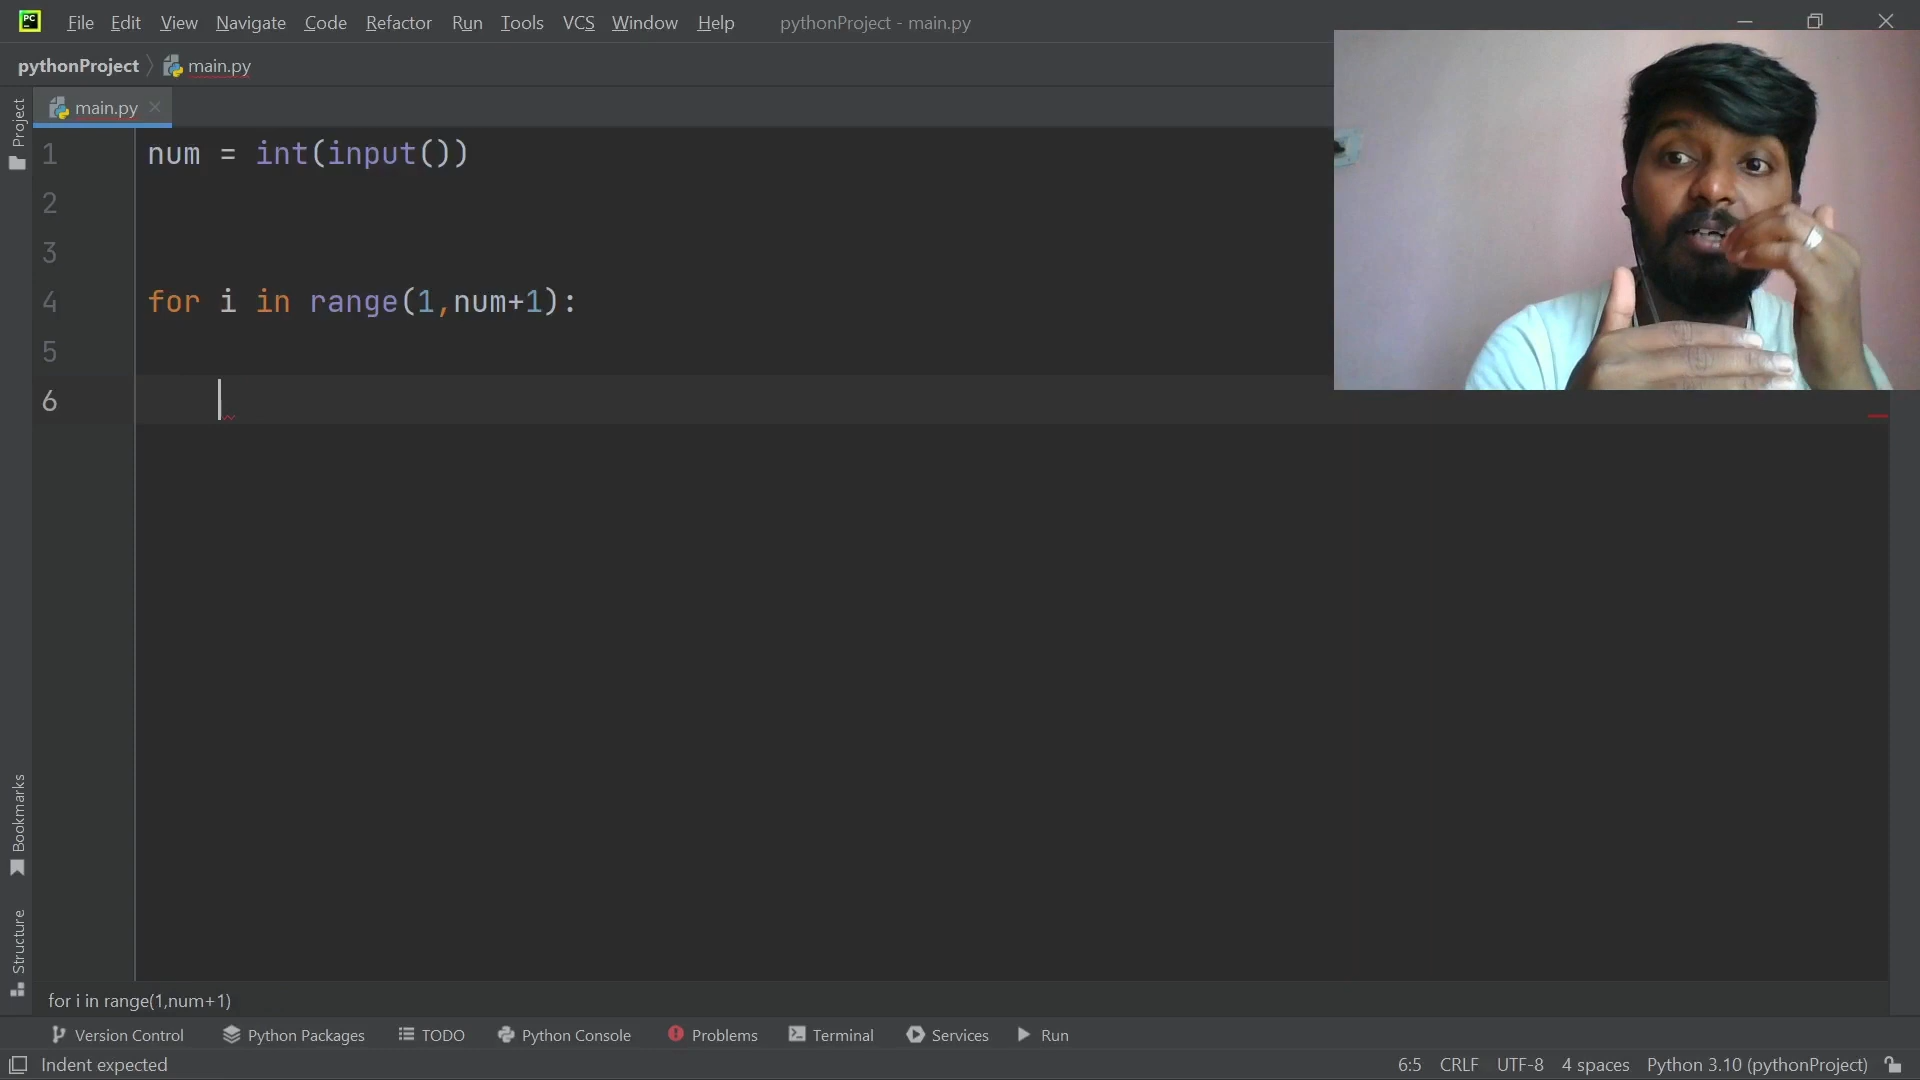 PC File Edit View Navigate Code Refactor Run Tools VCS Window Help pythonProject - main.py
pythonProject main.py
main.py
Project
1 num = int(input())
2
3
4 for i in range(1,num+1):
5
6
Bookmarks
Structure
for i in range(1,num+1)
Version Control Python Packages TODO Python Console Problems Terminal Services Run
Indent expected 6:5 CRLF UTF-8 4 spaces Python 3.10 (pythonProject)